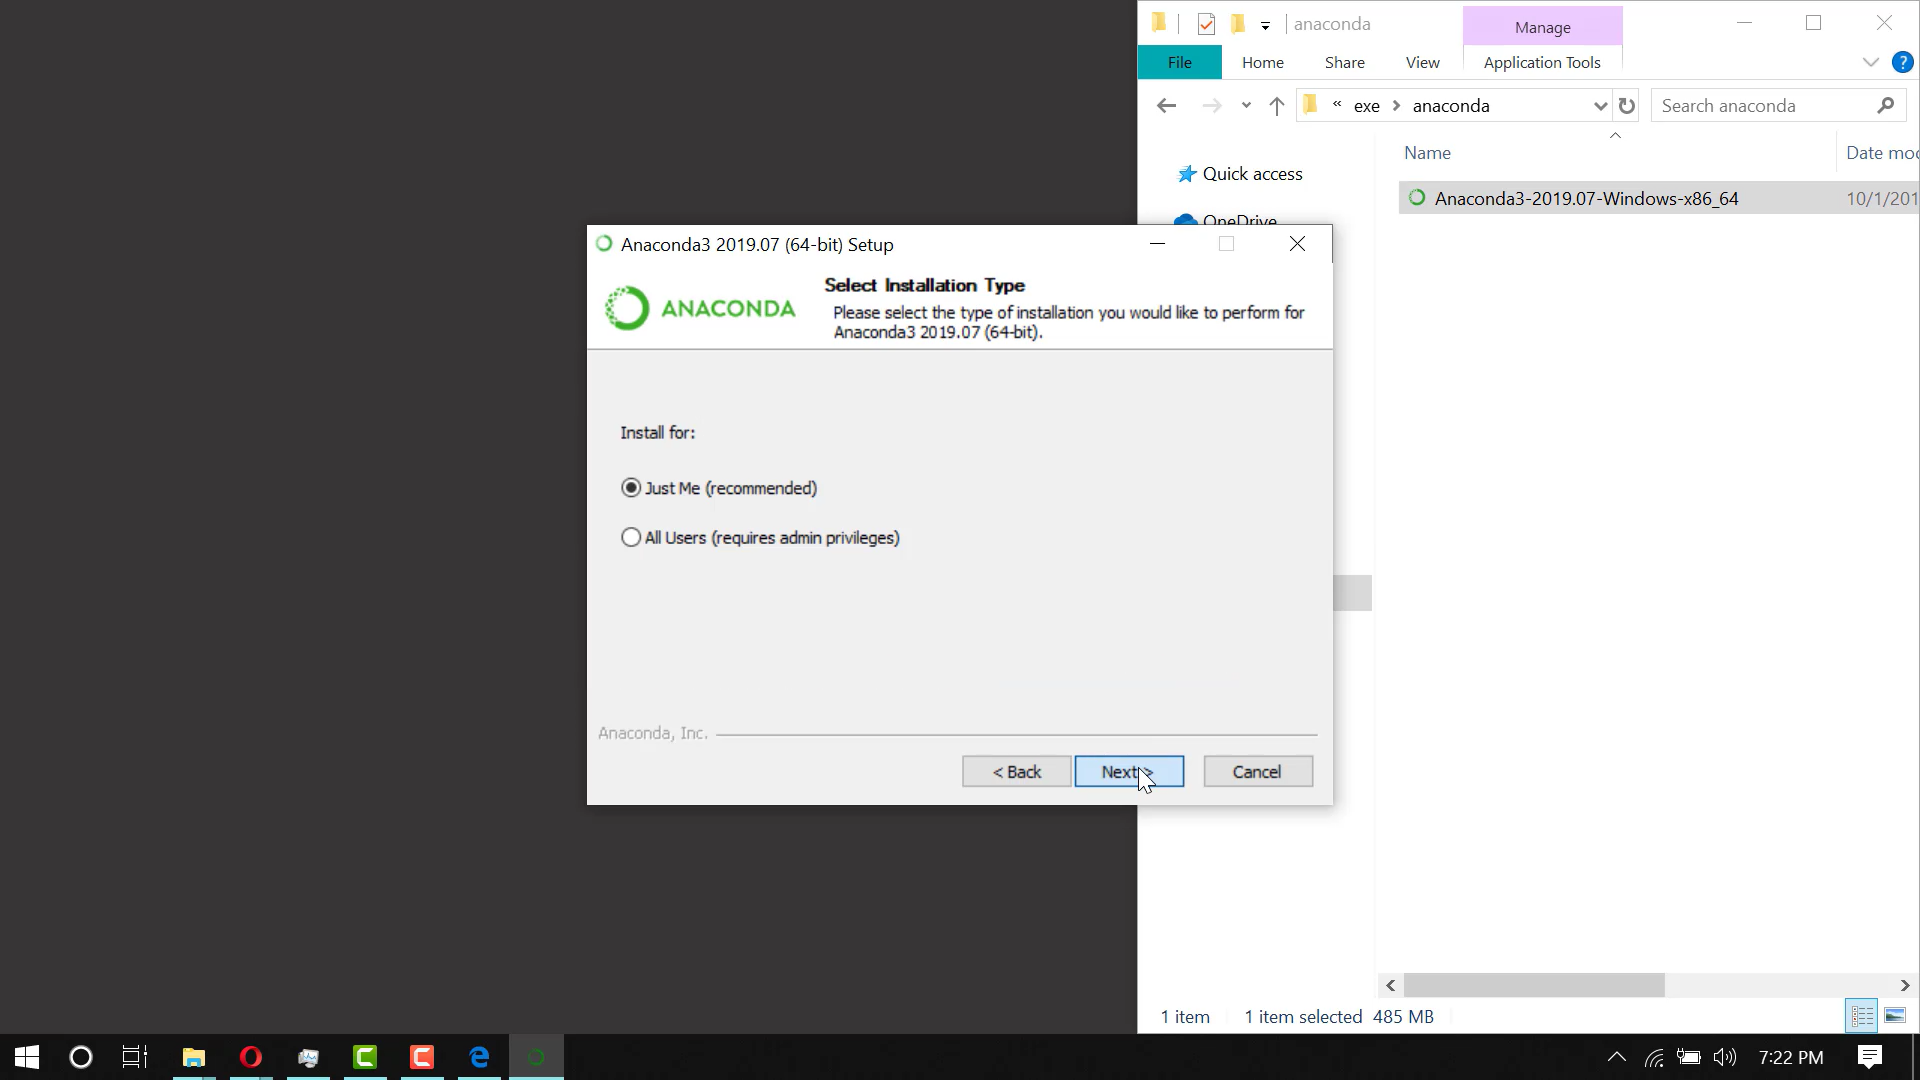 anaconda
Manage
File
Home
Share
View
Application Tools
?
«
exe
anaconda
Search anaconda
Name
Date moc
Quick access
OneDrive
Anaconda3-2019.07-Windows-x86_64
10/1/201
Anaconda3 2019.07 (64-bit) Setup
ANACONDA
Select Installation Type
Please select the type of installation you would like to perform for
Anaconda3 2019.07 (64-bit).
Install for:
Just Me (recommended)
All Users (requires admin privileges)
Anaconda, Inc.
< Back
Next >
Cancel
1 item
1 item selected 485 MB
7:22 PM